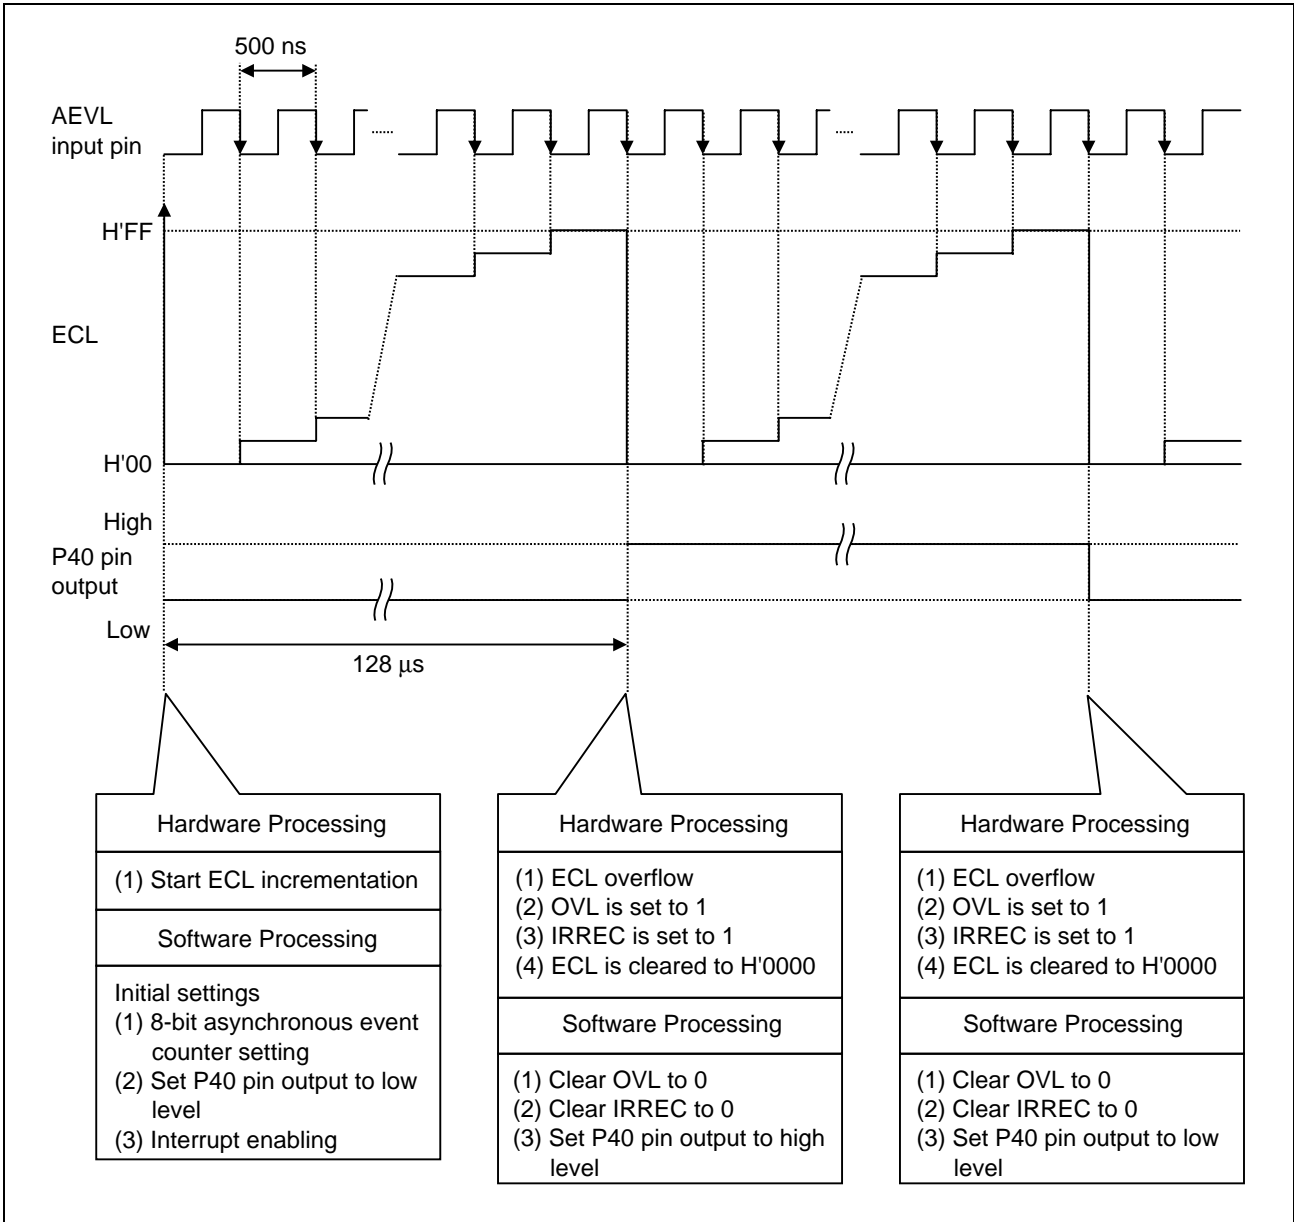 500 ns
AEVL
input pin
H'FF
ECL
H'00
High
P40 pin
output
Low
128 μs
Hardware Processing
(1) Start ECL incrementation
Software Processing
Initial settings
(1) 8-bit asynchronous event
counter setting
(2) Set P40 pin output to low
level
(3) Interrupt enabling
Hardware Processing
(1) ECL overflow
(2) OVL is set to 1
(3) IRREC is set to 1
(4) ECL is cleared to H'0000
Software Processing
(1) Clear OVL to 0
(2) Clear IRREC to 0
(3) Set P40 pin output to high
level
Hardware Processing
(1) ECL overflow
(2) OVL is set to 1
(3) IRREC is set to 1
(4) ECL is cleared to H'0000
Software Processing
(1) Clear OVL to 0
(2) Clear IRREC to 0
(3) Set P40 pin output to low
level